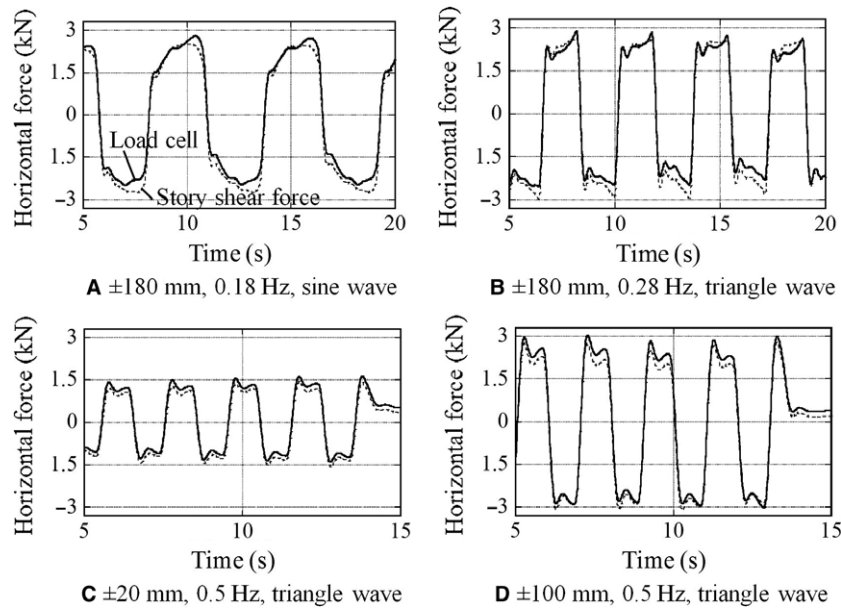 Horizontal force (kN)
3
1.5
0
1.5
−3
Load cell
Story shear force
5 10 15 20
Time (s)
A ±180 mm, 0.18 Hz, sine wave
Horizontal force (kN)
3
1.5
0
1.5
−3
5 10 15 20
Time (s)
B ±180 mm, 0.28 Hz, triangle wave
Horizontal force (kN)
3
1.5
0
1.5
−3
5 10 15
Time (s)
C ±20 mm, 0.5 Hz, triangle wave
Horizontal force (kN)
3
1.5
0
1.5
−3
5 10 15
Time (s)
D ±100 mm, 0.5 Hz, triangle wave